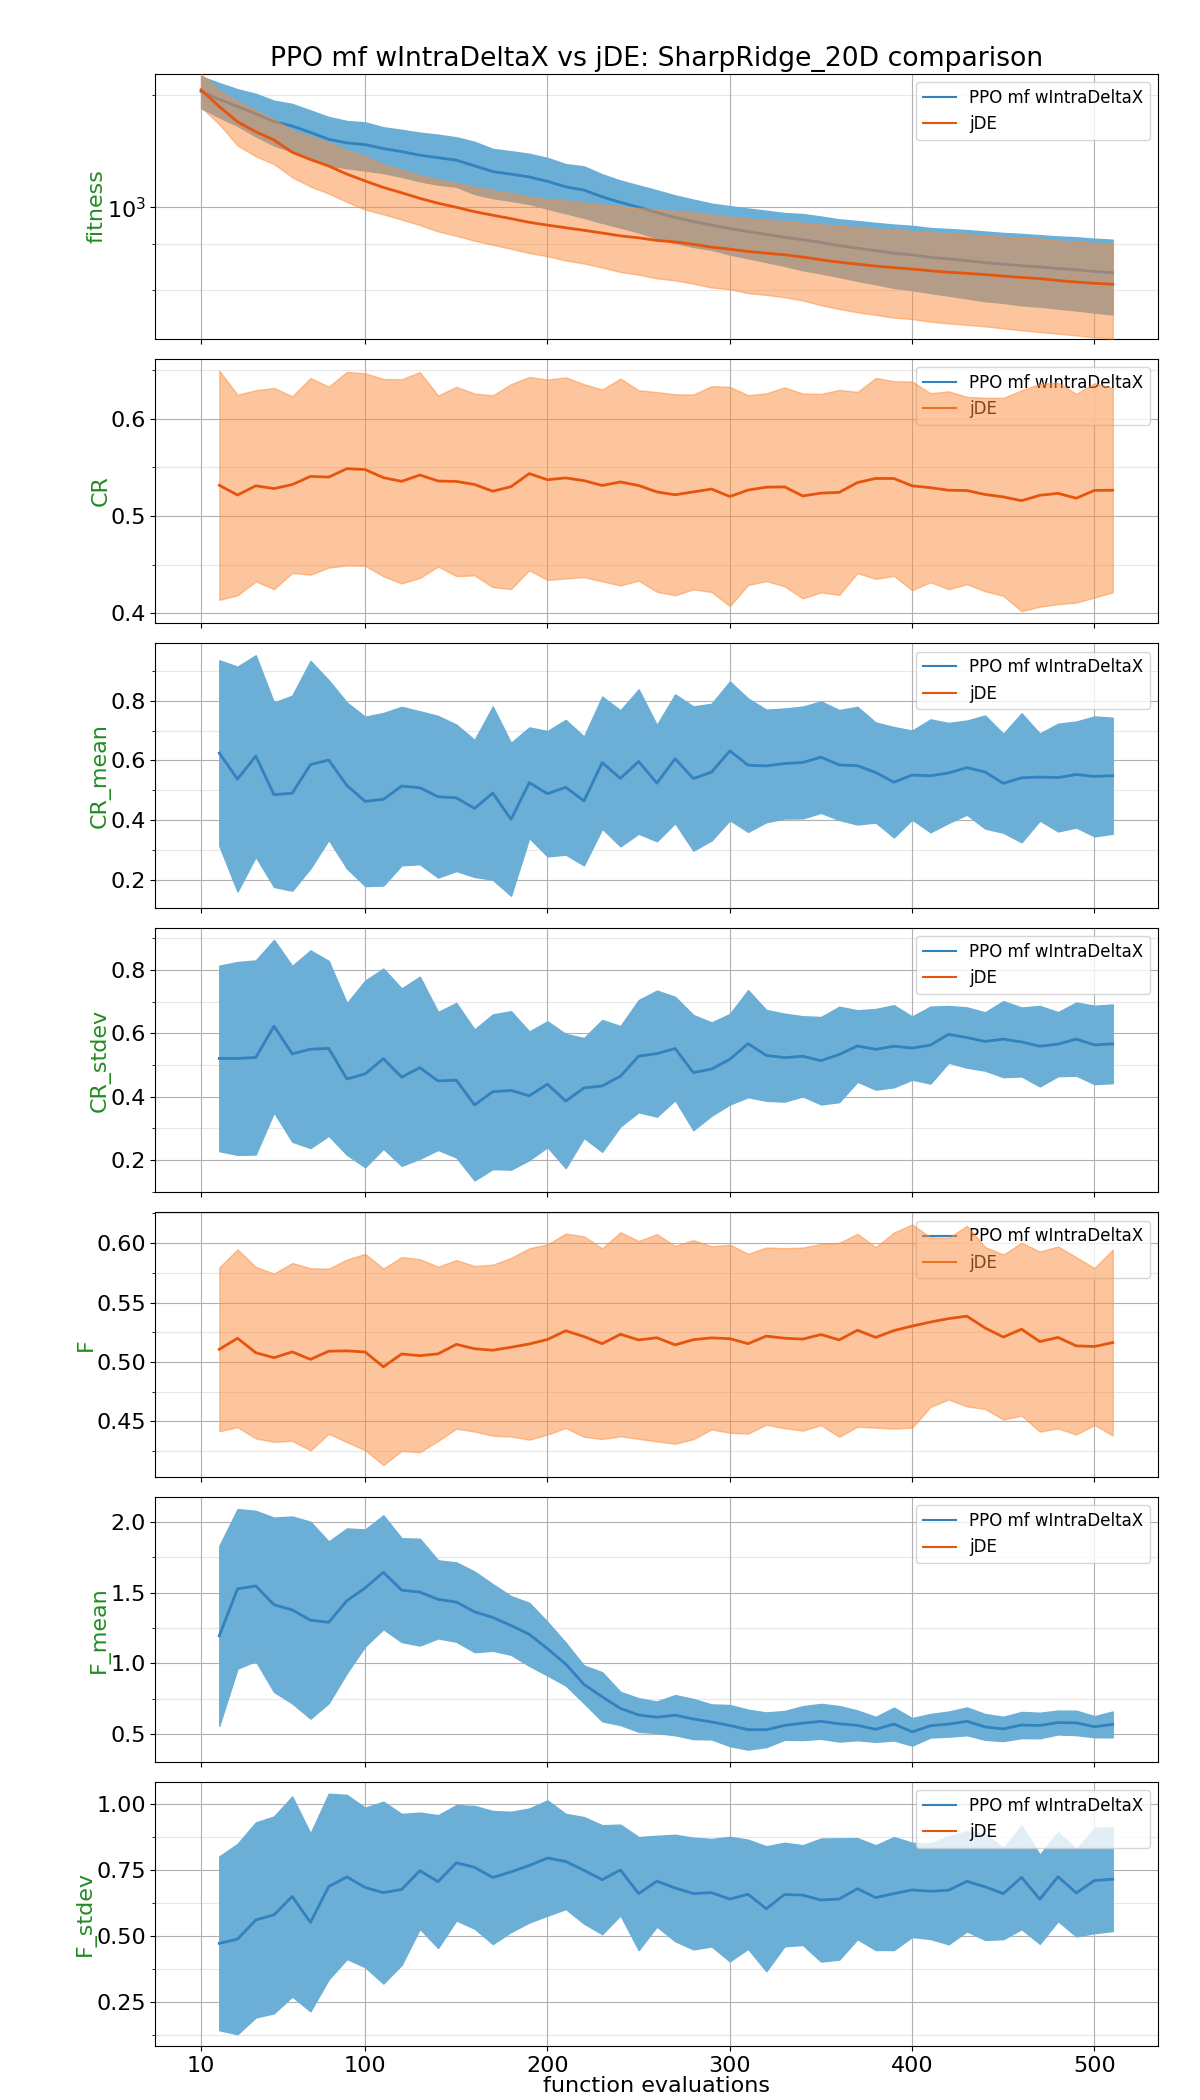 PPO mf wIntraDeltaX vs jDE: SharpRidge_20D comparison
PPO mf wIntraDeltaX
jDE
fitness
10³
PPO mf wIntraDeltaX
jDE
CR
0.6
0.5
0.4
PPO mf wIntraDeltaX
jDE
CR_mean
0.8
0.6
0.4
0.2
PPO mf wIntraDeltaX
jDE
CR_stdev
0.8
0.6
0.4
0.2
PPO mf wIntraDeltaX
jDE
F
0.60
0.55
0.50
0.45
PPO mf wIntraDeltaX
jDE
F_mean
2.0
1.5
1.0
0.5
PPO mf wIntraDeltaX
jDE
F_stdev
1.00
0.75
0.50
0.25
10 100 200 300 400 500
function evaluations